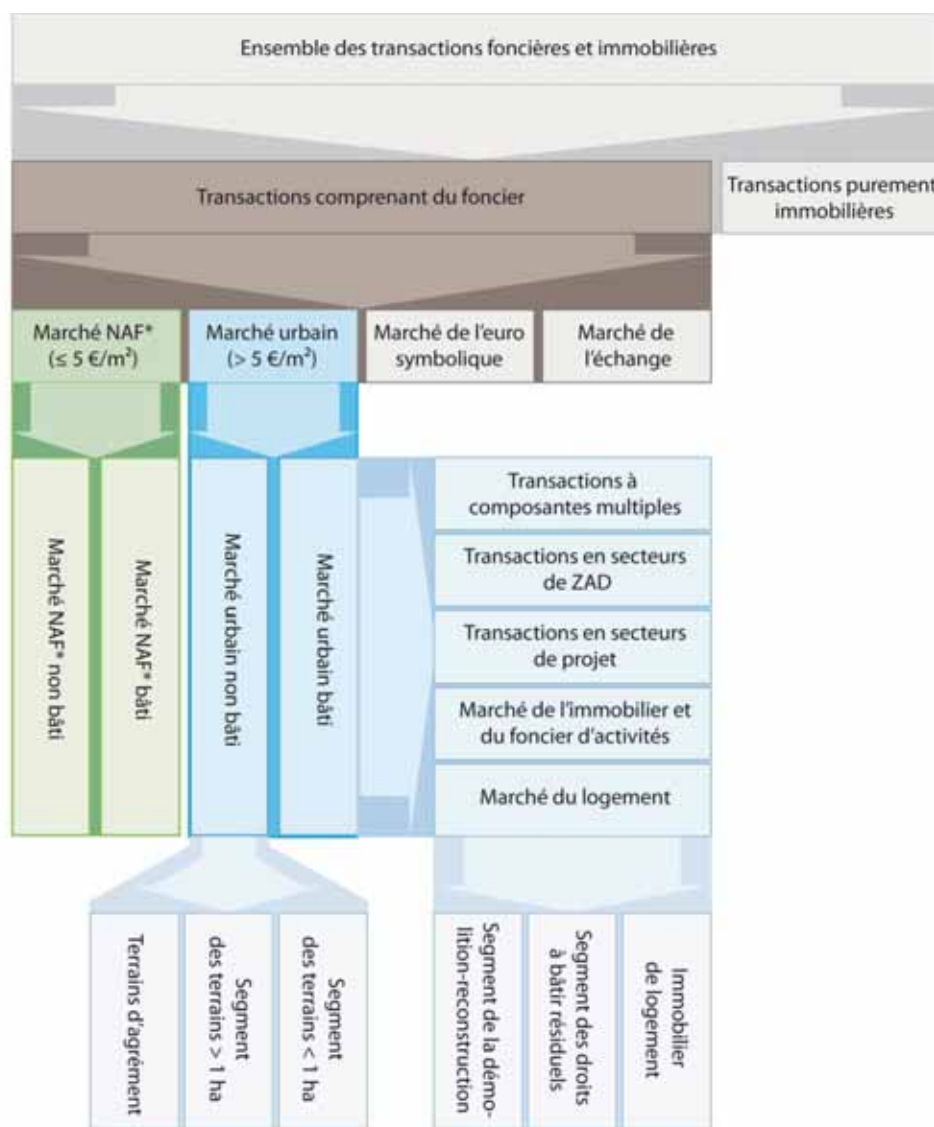 Ensemble des transactions foncières et immobilières
Transactions comprenant du foncier
Transactions purement
immobilières
Marché NAF*
(≤ 5 €/m²)
Marché urbain
(> 5 €/m²)
Marché de l'euro
symbolique
Marché de
l'échange
Marché NAF* non bâti
Marché NAF* bâti
Marché urbain non bâti
Marché urbain bâti
Transactions à
composantes multiples
Transactions en secteurs
de ZAD
Transactions en secteurs
de projet
Marché de l'immobilier et
du foncier d'activités
Marché du logement
Terrains d'agrément
Segment
des terrains > 1 ha
Segment
des terrains < 1 ha
Segment de la démo-
lition-reconstruction
Segment des droits
à bâtir résiduels
Immobilier
de logement